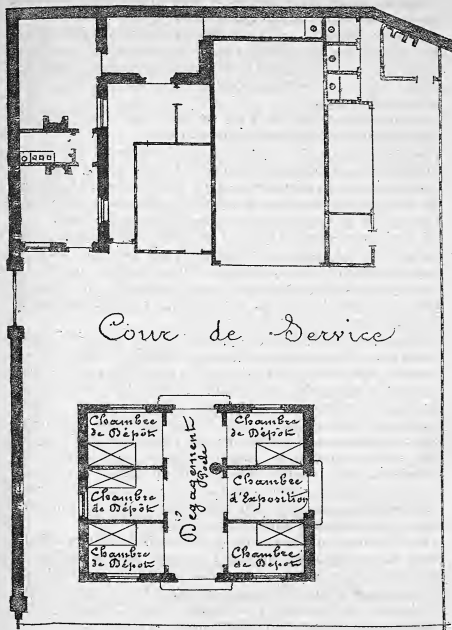 Cour de Service
Chambre
de Dépôt
Chambre
de Dépôt
Chambre
de Dépôt
Dégagement
Poele
Chambre
de Dépôt
Chambre
d'Exposition
Chambre
de Dépôt